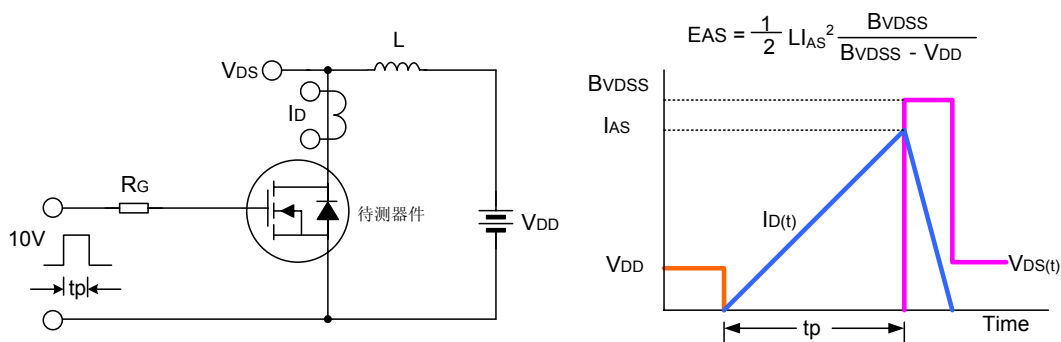 L
VDS
ID
RG
待测器件
10V
VDD
tp
EAS = 1/2 LIAS² BVDSS/(BVDSS - VDD)
BVDSS
IAS
ID(t)
VDD
VDS(t)
tp
Time